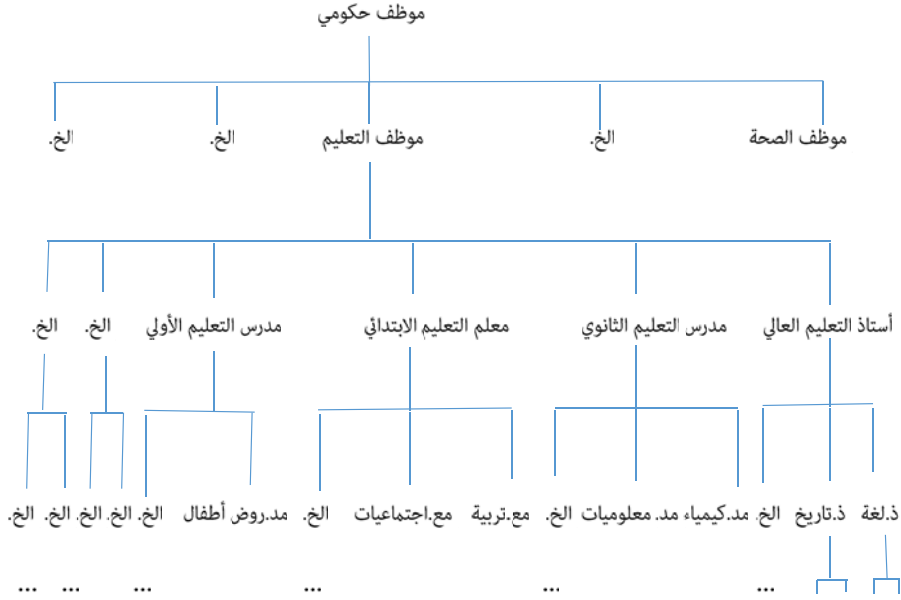 موظف حكومي
موظف الصحة الخ. موظف التعليم الخ. الخ.
أستاذ التعليم العالي مدرس التعليم الثانوي معلم التعليم الابتدائي مدرس التعليم الأولي الخ. الخ.
ذ.لغة ذ.تاريخ الخ. مد.كيمياء مد. معلوميات الخ. مع.تربية مع.اجتماعيات الخ. مد.روض أطفال الخ. الخ. الخ. الخ. الخ.
... ... ... ... ... ...